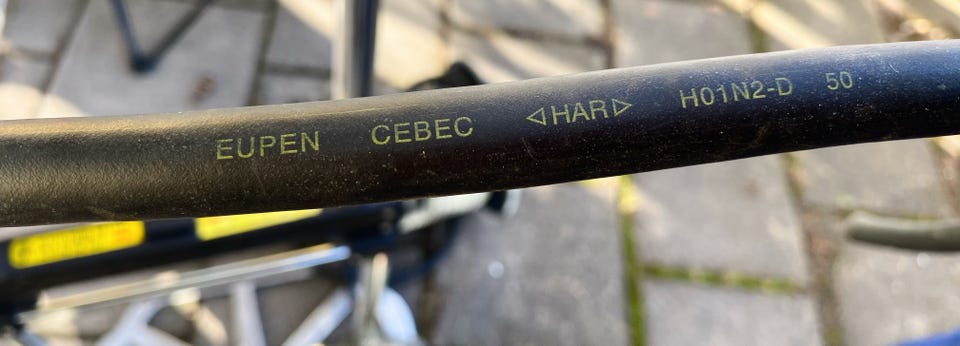 EUPEN CEBEC ◁HAR▷ H01N2-D 50